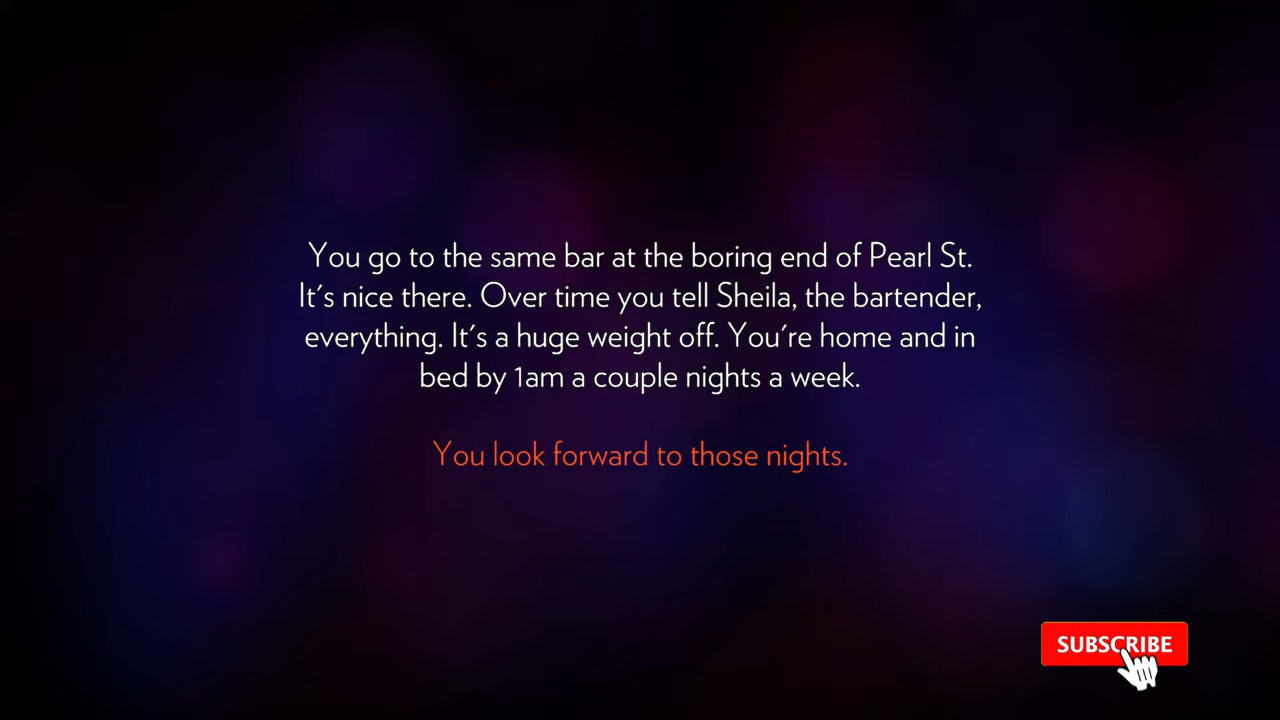 You go to the same bar at the boring end of Pearl St.
It's nice there. Over time you tell Sheila, the bartender,
everything. It's a huge weight off. You're home and in
bed by 1am a couple nights a week.
You look forward to those nights.
SUBSCRIBE